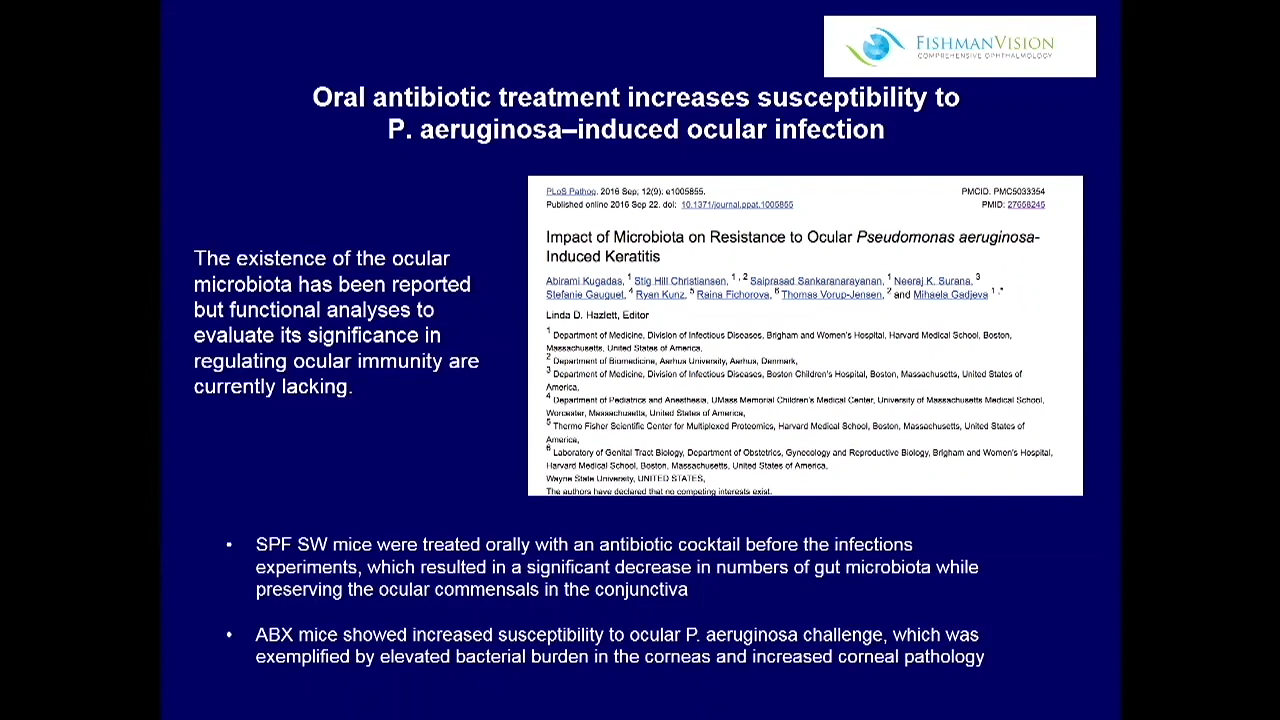 FISHMANVISION
COMPREHENSIVE OPHTHALMOLOGY
Oral antibiotic treatment increases susceptibility to
P. aeruginosa–induced ocular infection
The existence of the ocular
microbiota has been reported
but functional analyses to
evaluate its significance in
regulating ocular immunity are
currently lacking.
PLoS Pathog. 2016 Sep; 12(9): e1005855.
PMCID: PMC5033354
Published online 2016 Sep 22. doi: 10.1371/journal.ppat.1005855
PMID: 27658245
Impact of Microbiota on Resistance to Ocular Pseudomonas aeruginosa-
Induced Keratitis
Abirami Kugadas, 1 Stig Hill Christiansen, 1 , 2 Saiprasad Sankaranarayanan, 1 Neeraj K. Surana, 3
Stefanie Gauguet, 4 Ryan Kunz, 5 Raina Fichorova, 6 Thomas Vorup-Jensen, 2 and Mihaela Gadjeva 1 ,*
Linda D. Hazlett, Editor
1 Department of Medicine, Division of Infectious Diseases, Brigham and Women's Hospital, Harvard Medical School, Boston,
Massachusetts, United States of America,
2 Department of Biomedicine, Aarhus University, Aarhus, Denmark,
3 Department of Medicine, Division of Infectious Diseases, Boston Children's Hospital, Boston, Massachusetts, United States of
America,
4 Department of Pediatrics and Anesthesia, UMass Memorial Children's Medical Center, University of Massachusetts Medical School,
Worcester, Massachusetts, United States of America,
5 Thermo Fisher Scientific Center for Multiplexed Proteomics, Harvard Medical School, Boston, Massachusetts, United States of
America,
6 Laboratory of Genital Tract Biology, Department of Obstetrics, Gynecology and Reproductive Biology, Brigham and Women's Hospital,
Harvard Medical School, Boston, Massachusetts, United States of America,
Wayne State University, UNITED STATES,
The authors have declared that no competing interests exist.
• SPF SW mice were treated orally with an antibiotic cocktail before the infections
experiments, which resulted in a significant decrease in numbers of gut microbiota while
preserving the ocular commensals in the conjunctiva
• ABX mice showed increased susceptibility to ocular P. aeruginosa challenge, which was
exemplified by elevated bacterial burden in the corneas and increased corneal pathology